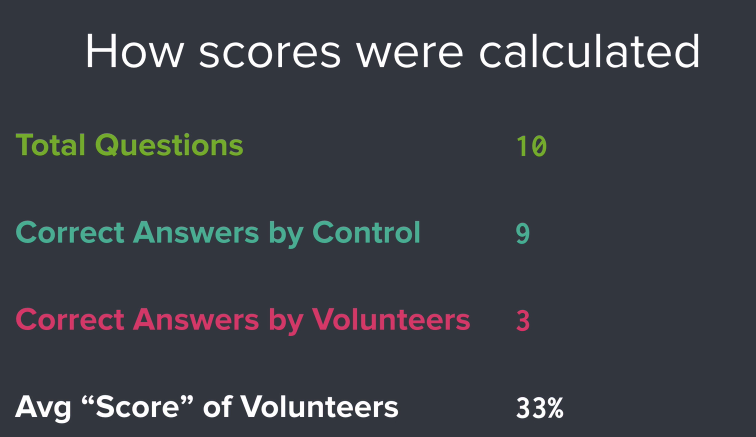 How scores were calculated
Total Questions 10
Correct Answers by Control 9
Correct Answers by Volunteers 3
Avg “Score” of Volunteers 33%